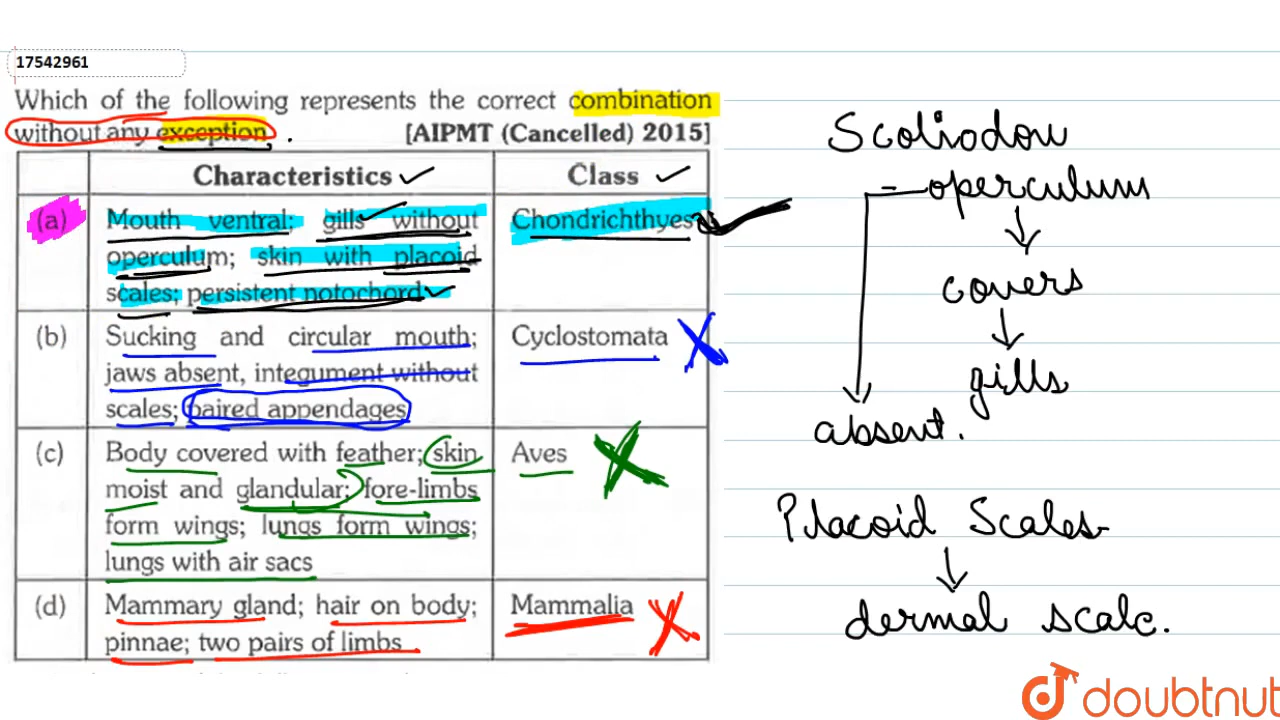 17542961
Which of the following represents the correct combination
without any exception . [AIPMT (Cancelled) 2015]
Characteristics Class
(a) Mouth ventral; gills without Chondrichthyes
operculum; skin with placoid
scales; persistent notochord
(b) Sucking and circular mouth; Cyclostomata
jaws absent, integument without
scales; paired appendages
(c) Body covered with feather; skin Aves
moist and glandular; fore-limbs
form wings; lungs form wings;
lungs with air sacs
(d) Mammary gland; hair on body; Mammalia
pinnae; two pairs of limbs
Scoliodon
- operculum
covers
gills
absent.
Placoid Scales
dermal scale.
doubtnut